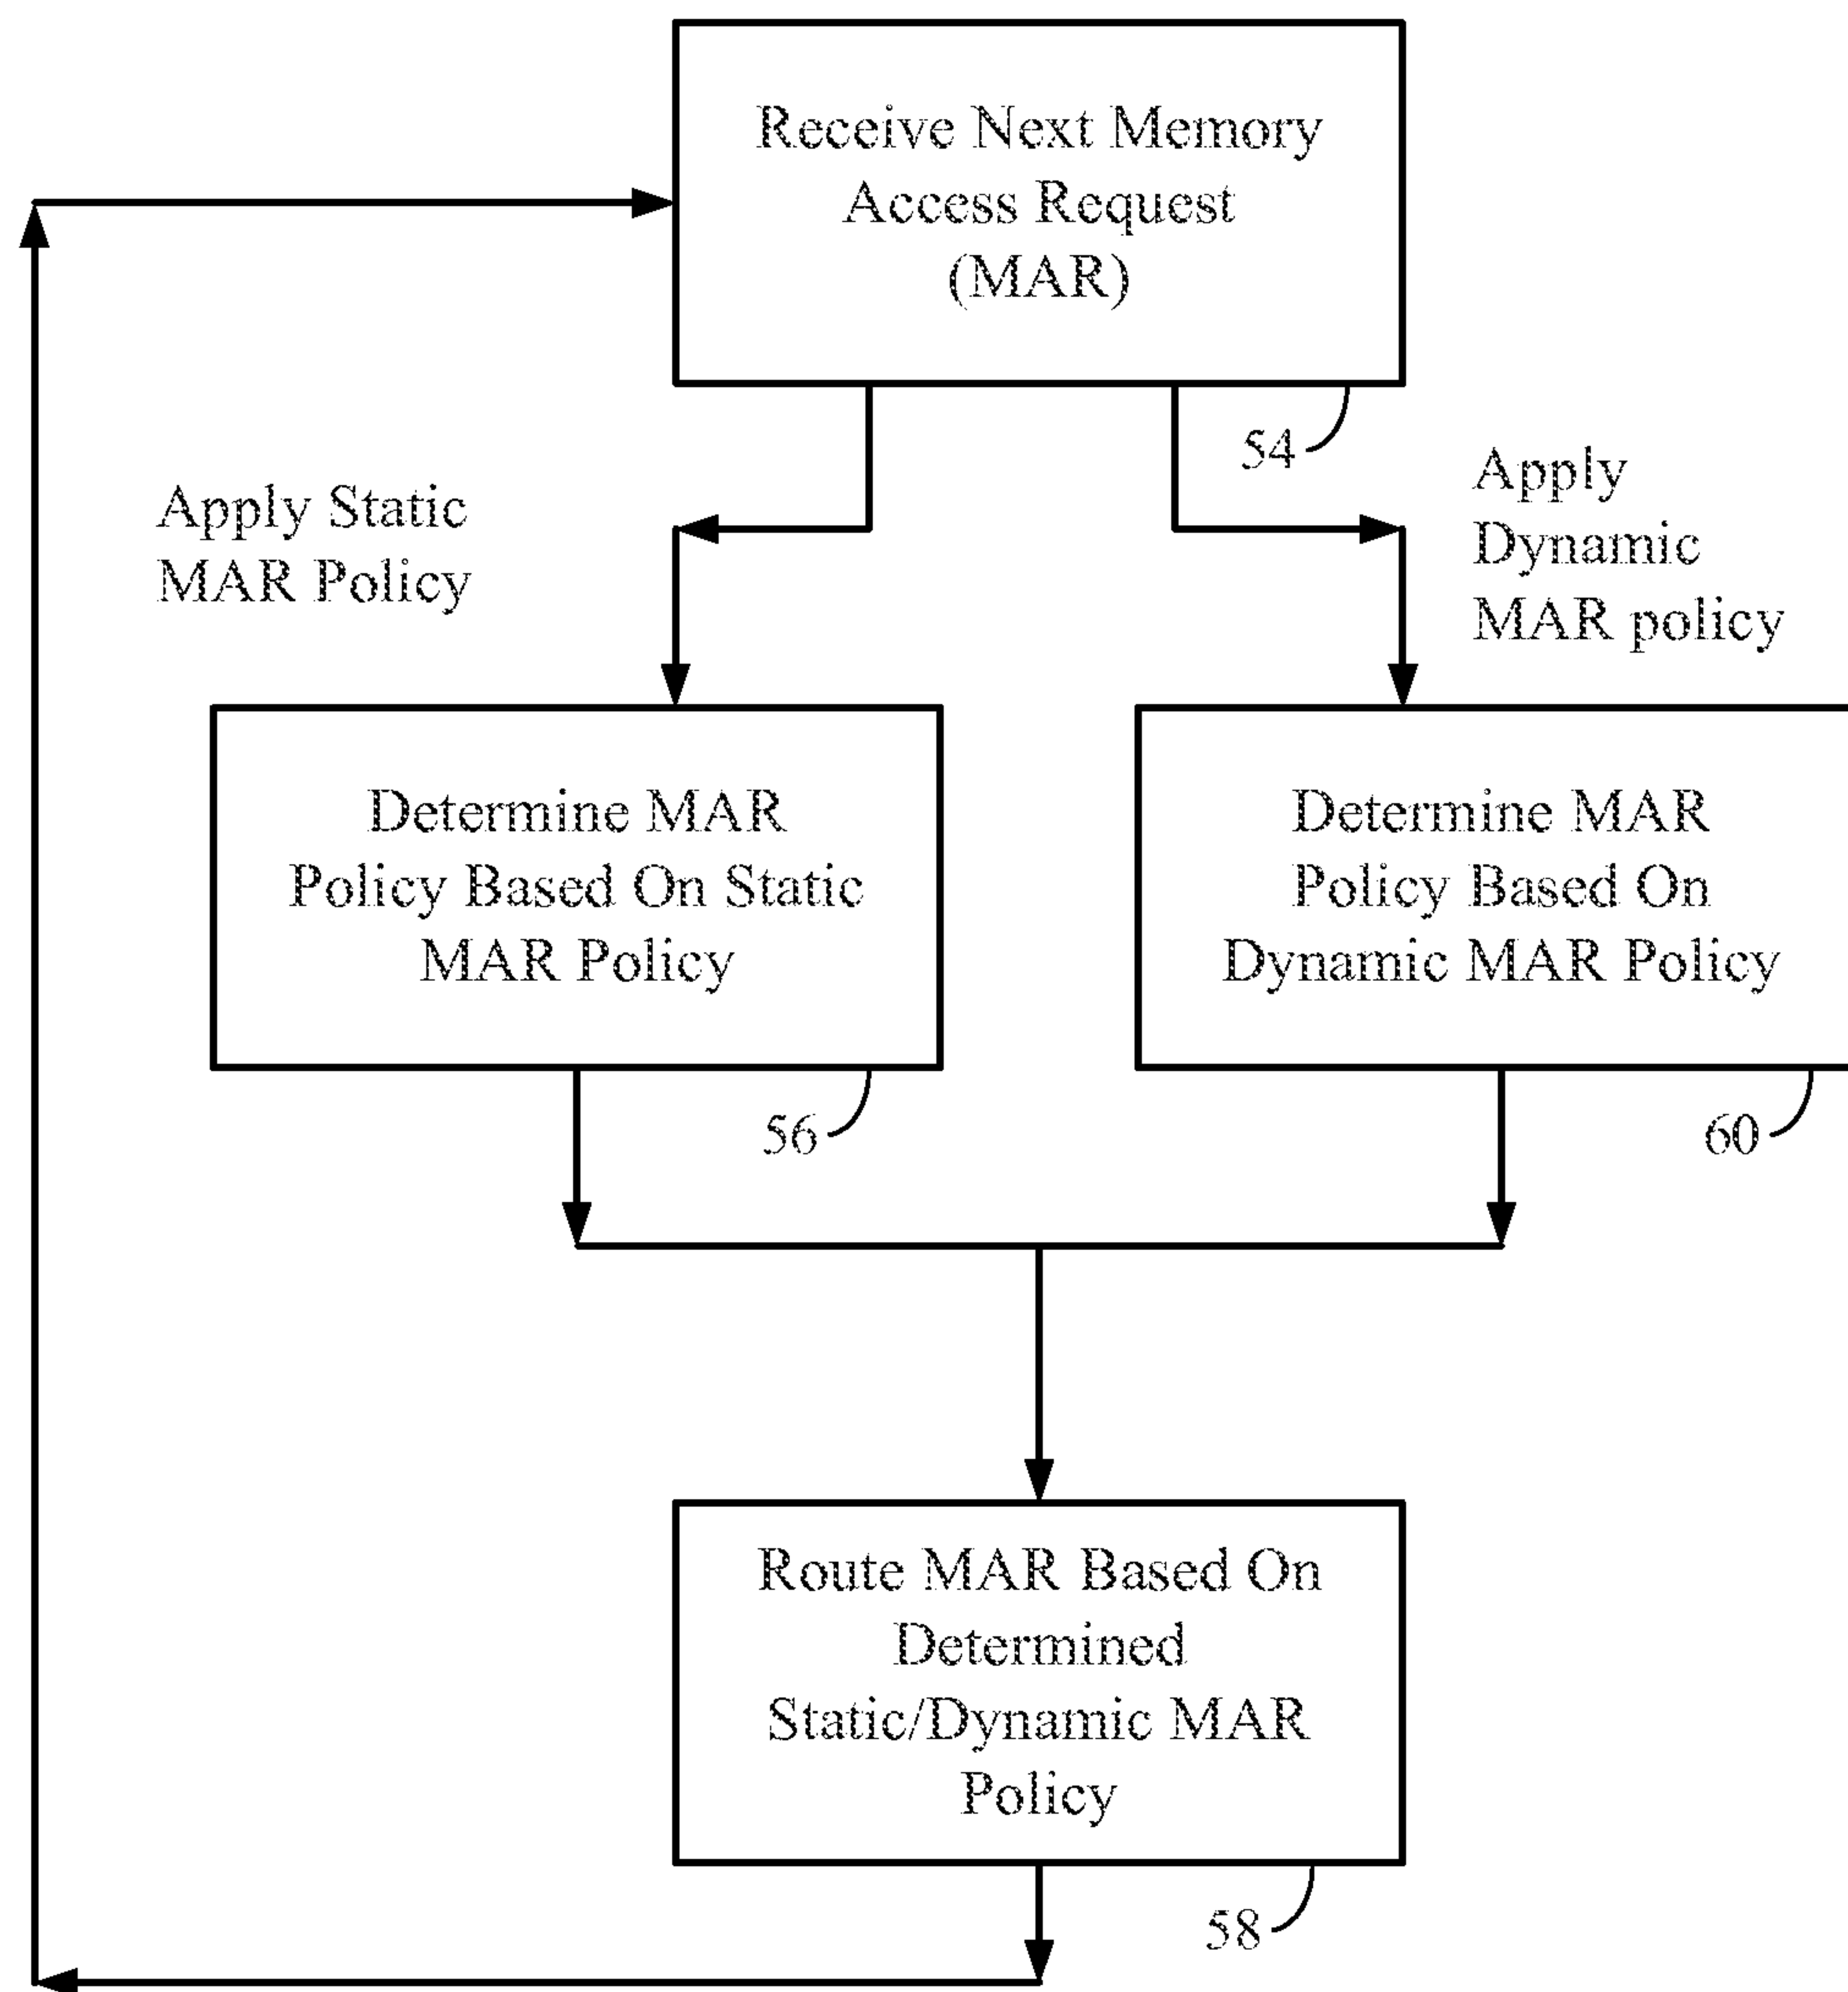 Receive Next Memory
Access Request
(MAR)
54
Apply Static
MAR Policy
Apply
Dynamic
MAR policy
Determine MAR
Policy Based On Static
MAR Policy
56
Determine MAR
Policy Based On
Dynamic MAR Policy
60
Route MAR Based On
Determined
Static/Dynamic MAR
Policy
58